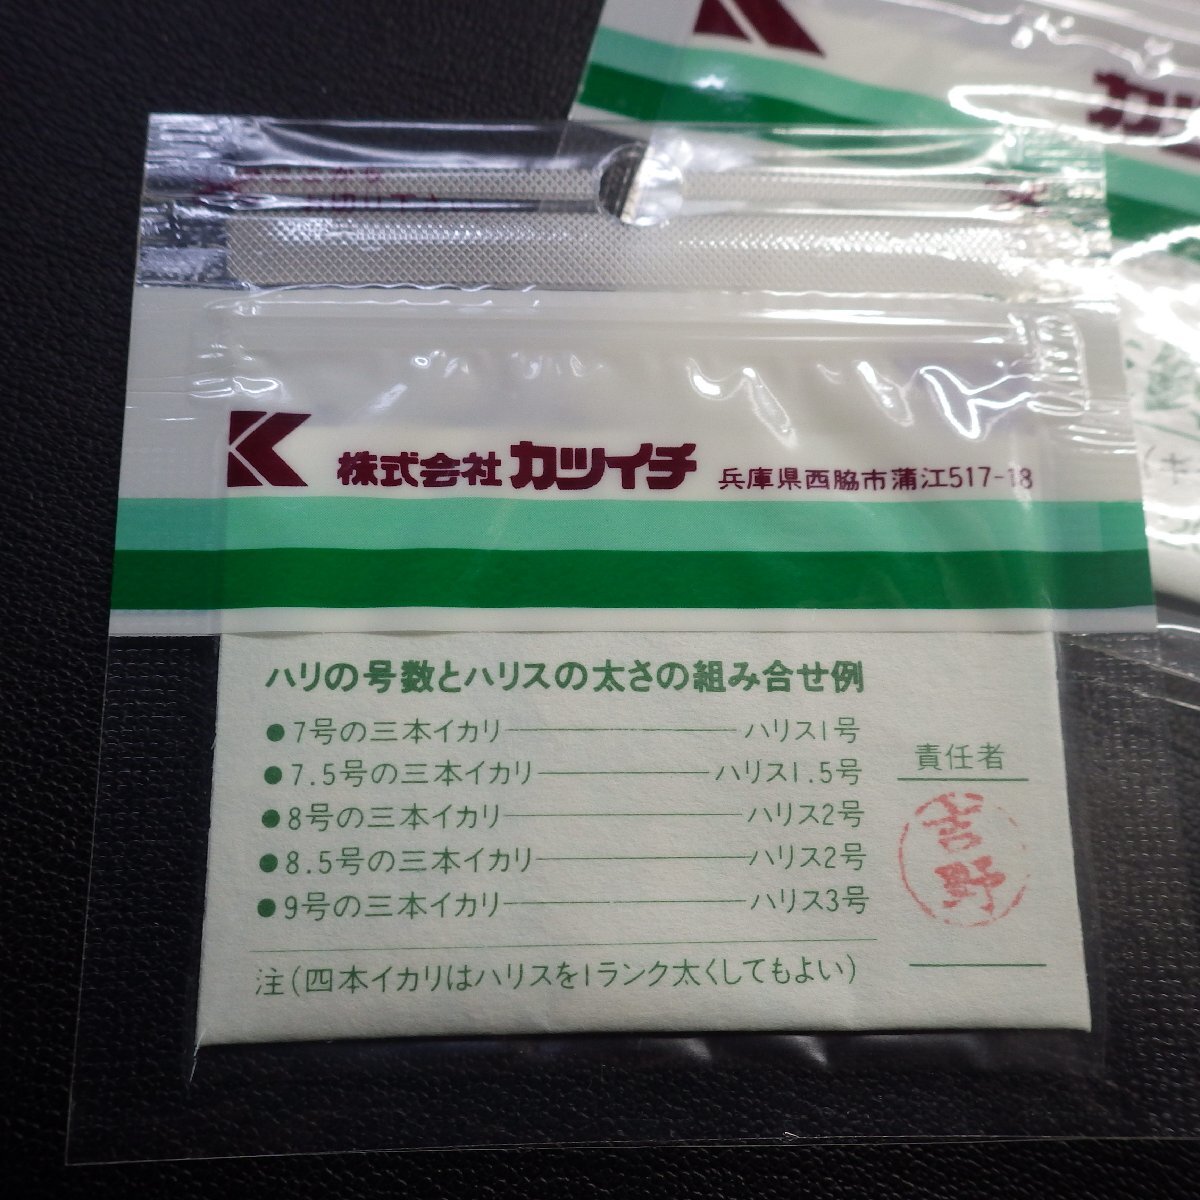 K 株式会社 カツイチ 兵庫県西脇市蒲江517-18
ハリの号数とハリスの太さの組み合せ例
●7号の三本イカリ――ハリス1号
●7.5号の三本イカリ――ハリス1.5号
●8号の三本イカリ――ハリス2号
●8.5号の三本イカリ――ハリス2号
●9号の三本イカリ――ハリス3号
注(四本イカリはハリスを1ランク太くしてもよい)
責任者
吉野